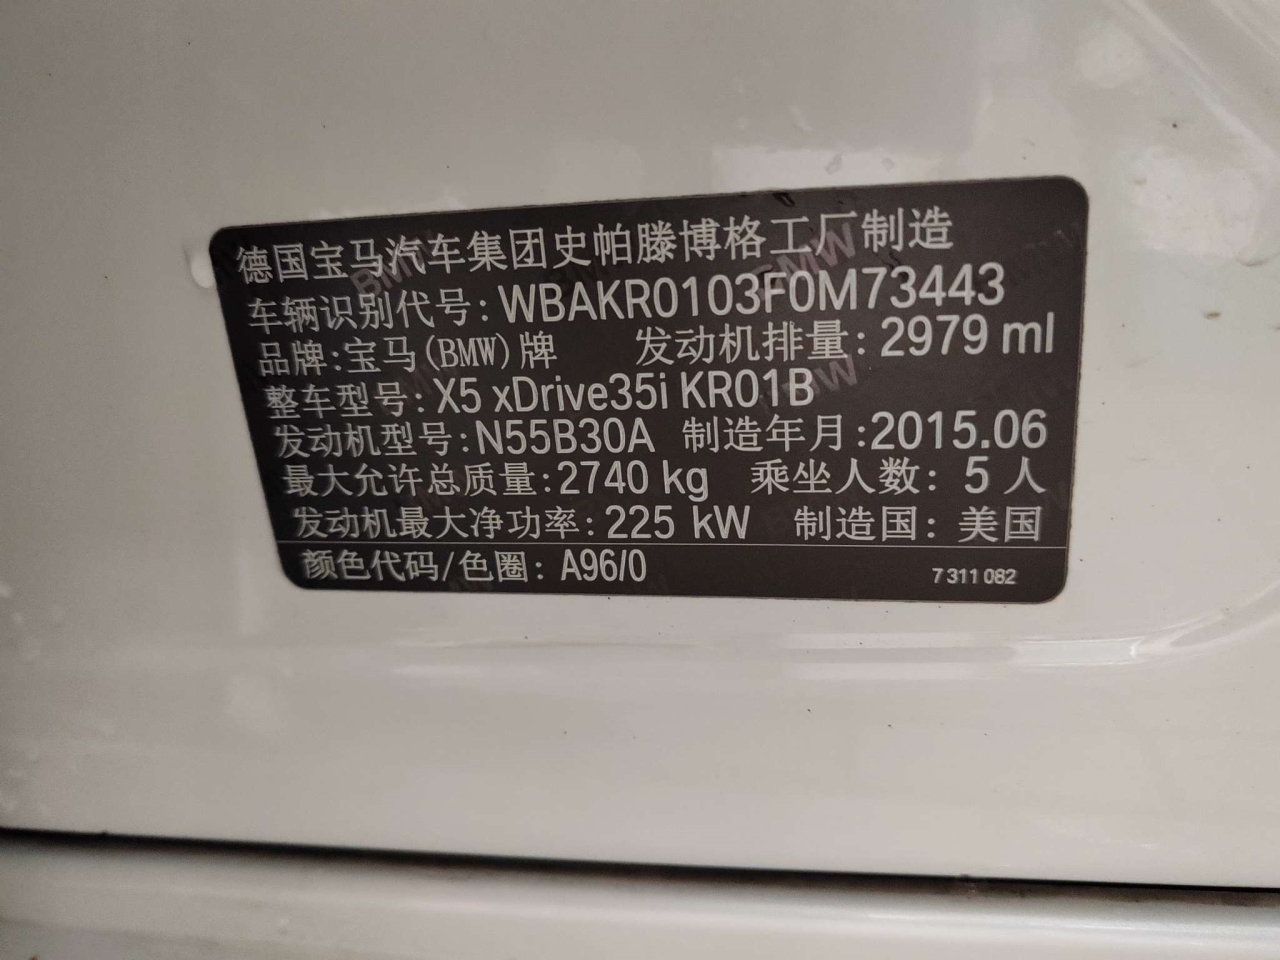 德国宝马汽车集团史帕滕博格工厂制造
车辆识别代号: WBAKR0103F0M73443
品牌:宝马(BMW)牌 发动机排量: 2979 ml
整车型号: X5 xDrive35i KR01B
发动机型号: N55B30A 制造年月:2015.06
最大允许总质量:2740 kg 乘坐人数: 5 人
发动机最大净功率: 225 kW 制造国: 美国
颜色代码/色圈: A96/0 7 311 082